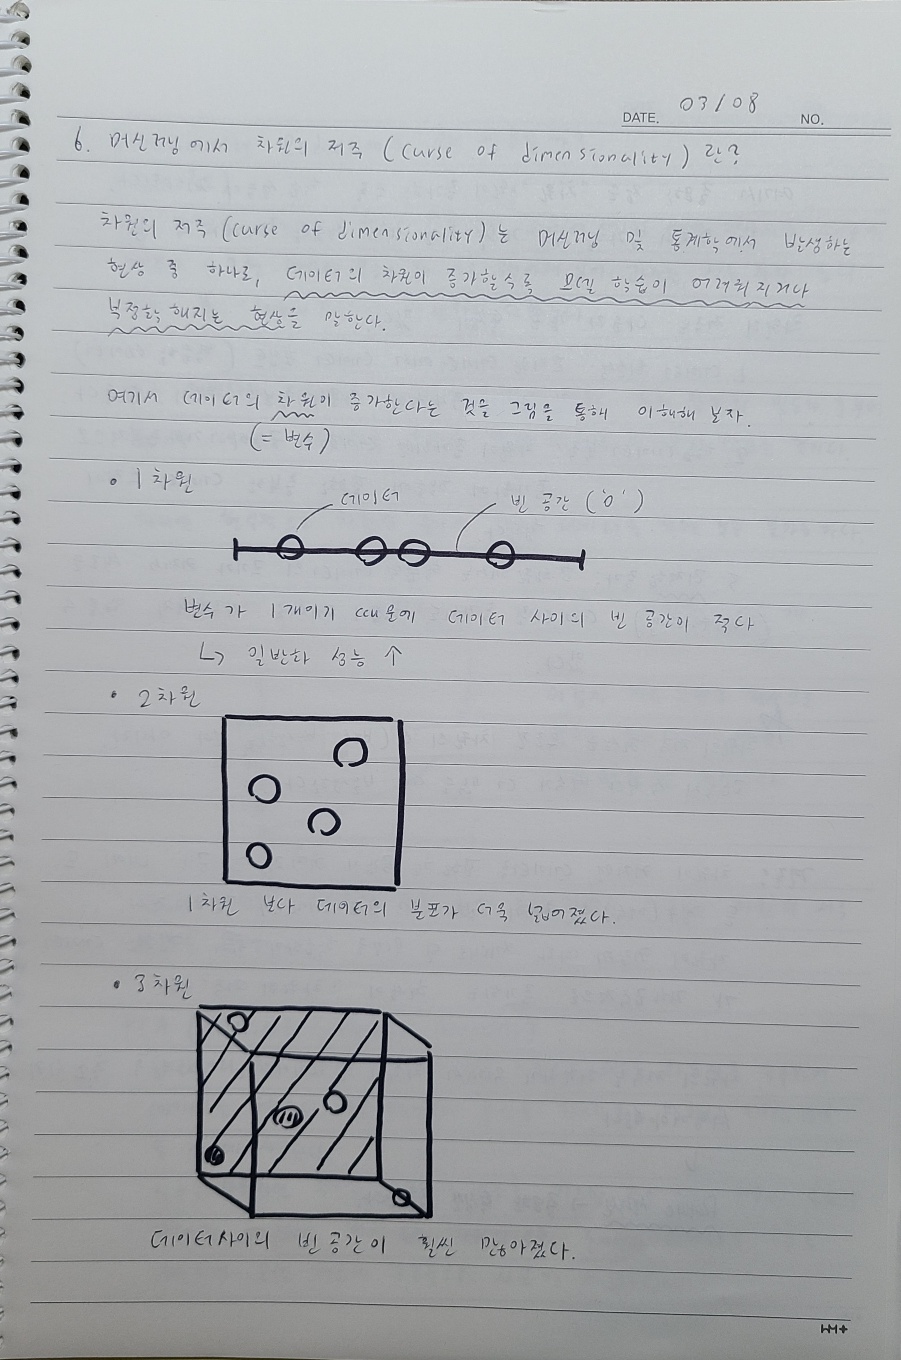 DATE. 03/08 NO.
6. 머신러닝에서 차원의 저주 (curse of dimensionality) 란?
차원의 저주 (curse of dimensionality) 는 머신러닝 및 통계학에서 발생하는
현상 중 하나로, 데이터의 차원이 증가할수록 모델 학습이 어려워지거나
부정확해지는 현상을 말한다.
여기서 데이터의 차원이 증가한다는 것을 그림을 통해 이해해 보자.
(= 변수)
• 1차원
데이터 빈 공간 ('0')
변수가 1개이기 때문에 데이터 사이의 빈 공간이 적다
↳ 일반화 성능 ↑
• 2차원
1차원 보다 데이터의 분포가 더욱 넓어졌다.
• 3차원
데이터사이의 빈 공간이 훨씬 많아졌다.